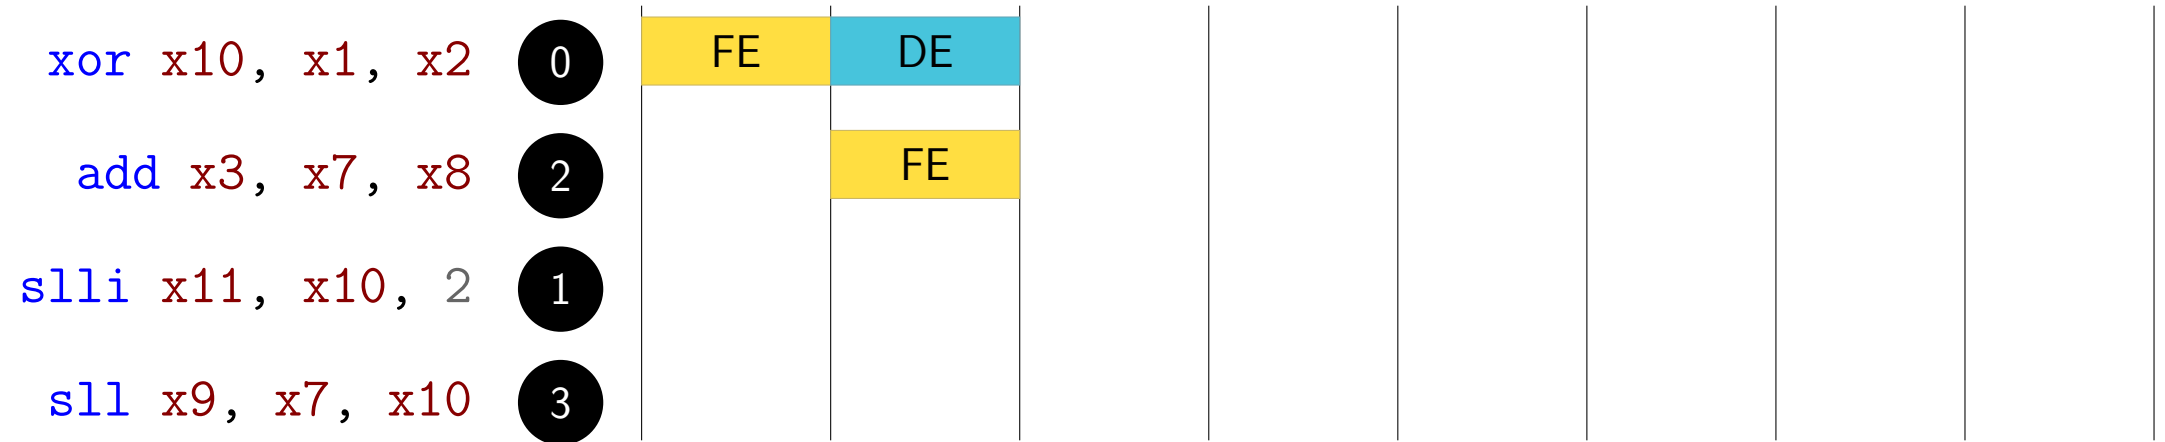 xor x10, x1, x2 0 FE DE
add x3, x7, x8 2 FE
slli x11, x10, 2 1
sll x9, x7, x10 3